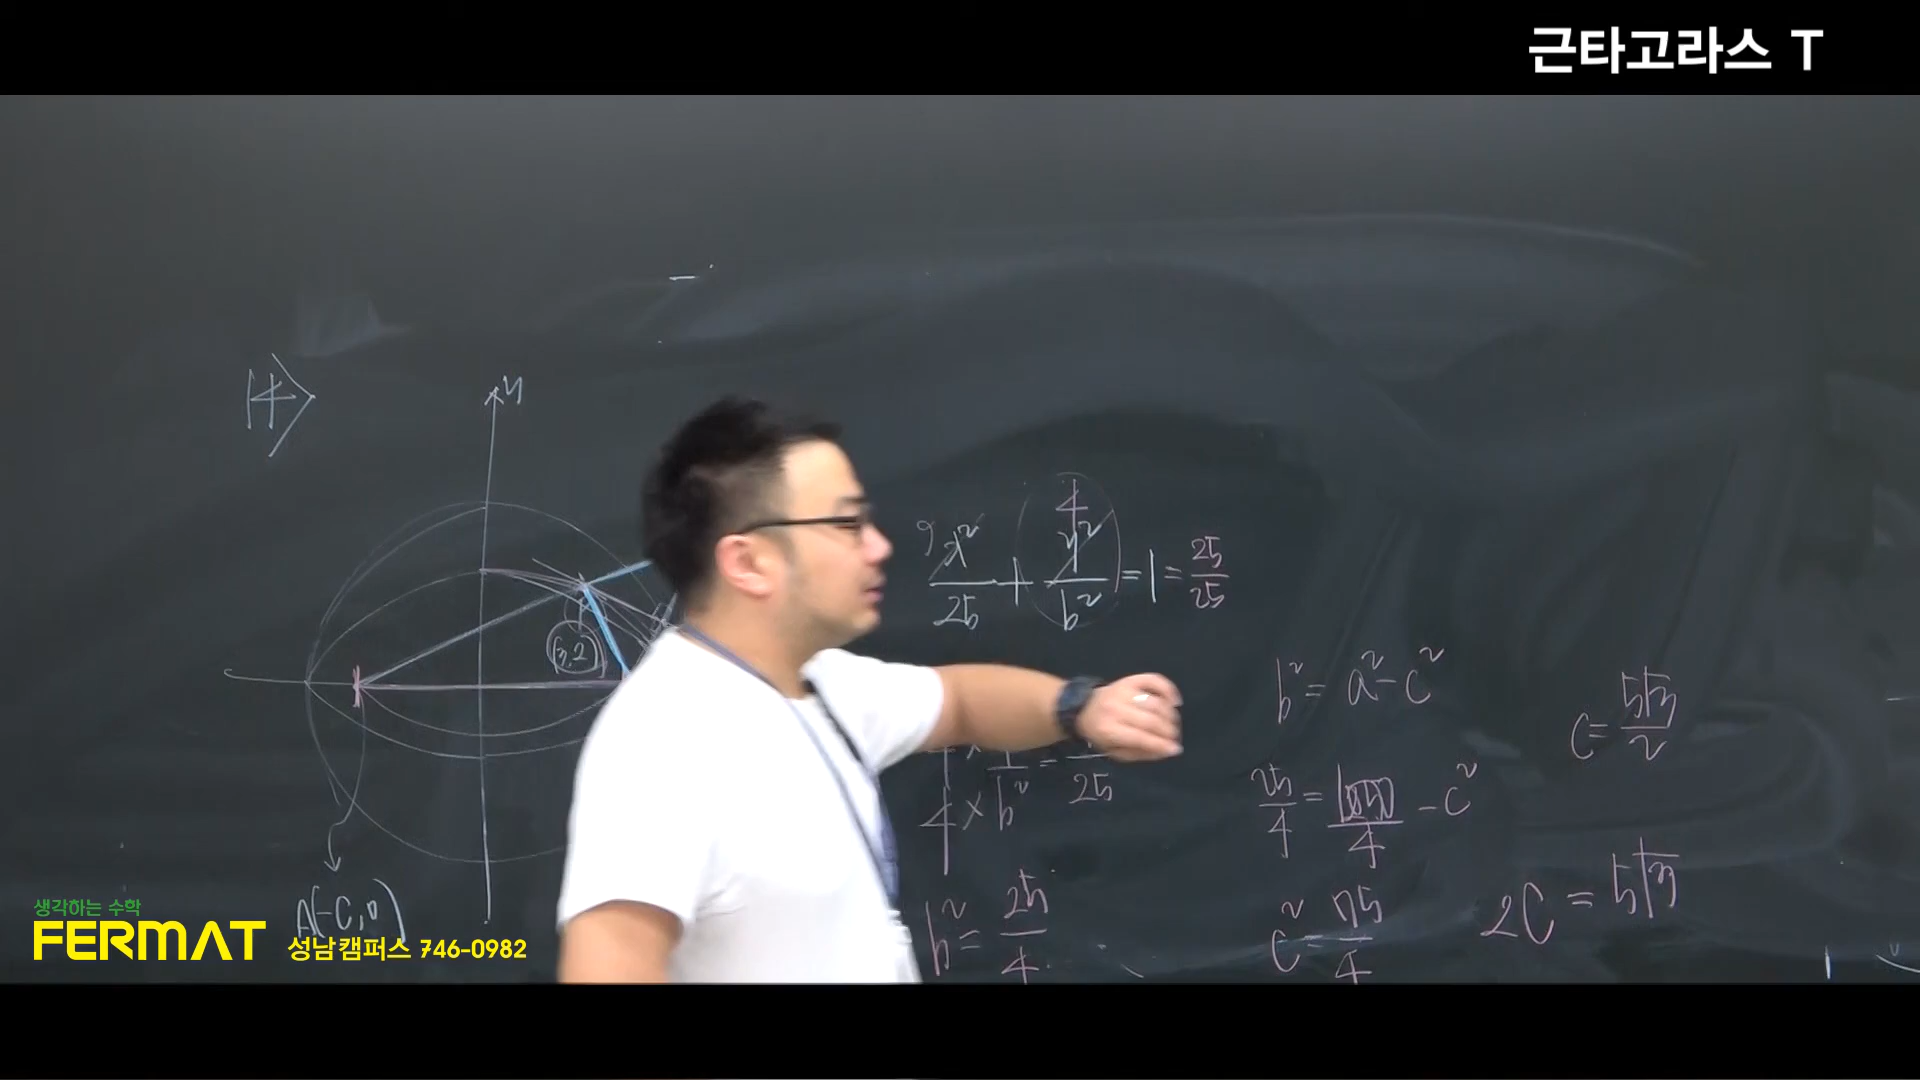 근타고라스 T
14>
y
9 4
x²/25 + y²/b² = 1 = 25/25
(3,2)
b² = a² - c²
c = 5√3/2
4 × 1/b² = 25
25/4 = 100/4 - c²
2c = 5√3
b² = 25/4
c² = 75/4
A(-c,0)
생각하는 수학
FERMAT 성남캠퍼스 746-0982